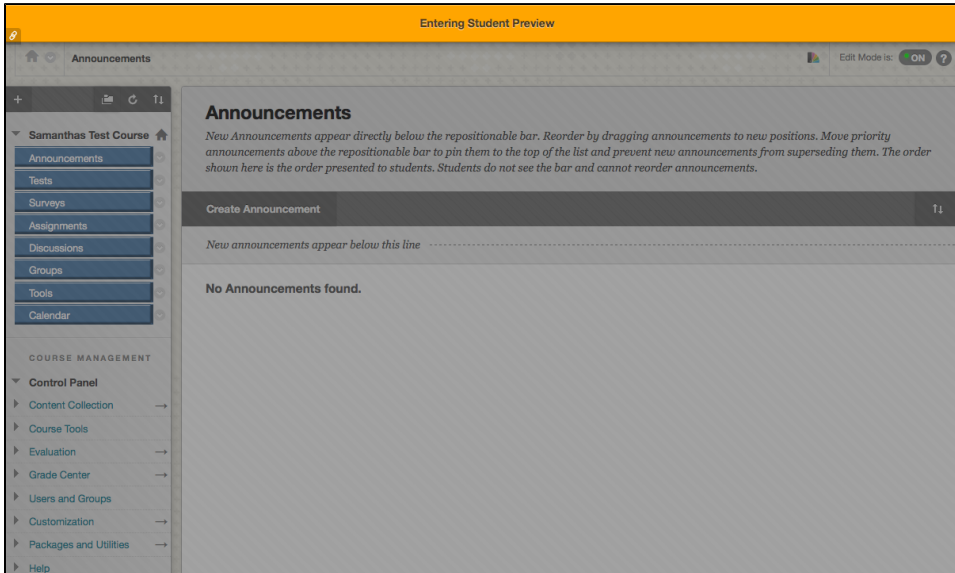 Entering Student Preview
Announcements
Edit Mode is: ON ?
Samanthas Test Course
Announcements
Tests
Surveys
Assignments
Discussions
Groups
Tools
Calendar
COURSE MANAGEMENT
Control Panel
Content Collection
Course Tools
Evaluation
Grade Center
Users and Groups
Customization
Packages and Utilities
Help
Announcements
New Announcements appear directly below the repositionable bar. Reorder by dragging announcements to new positions. Move priority
announcements above the repositionable bar to pin them to the top of the list and prevent new announcements from superseding them. The order
shown here is the order presented to students. Students do not see the bar and cannot reorder announcements.
Create Announcement
New announcements appear below this line
No Announcements found.